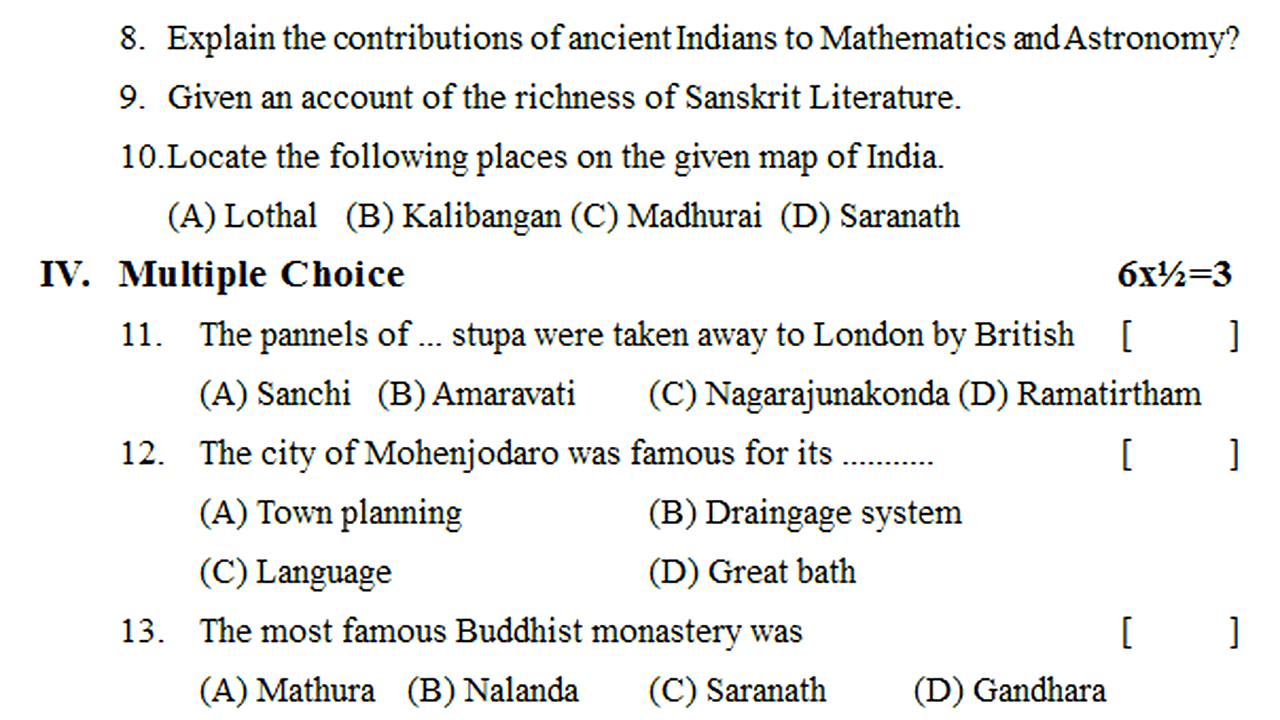 8. Explain the contributions of ancient Indians to Mathematics and Astronomy?
9. Given an account of the richness of Sanskrit Literature.
10. Locate the following places on the given map of India.
(A) Lothal (B) Kalibangan (C) Madhurai (D) Saranath
IV. Multiple Choice 6x½=3
11. The pannels of ... stupa were taken away to London by British [ ]
(A) Sanchi (B) Amaravati (C) Nagarajunakonda (D) Ramatirtham
12. The city of Mohenjodaro was famous for its ........... [ ]
(A) Town planning (B) Draingage system
(C) Language (D) Great bath
13. The most famous Buddhist monastery was [ ]
(A) Mathura (B) Nalanda (C) Saranath (D) Gandhara